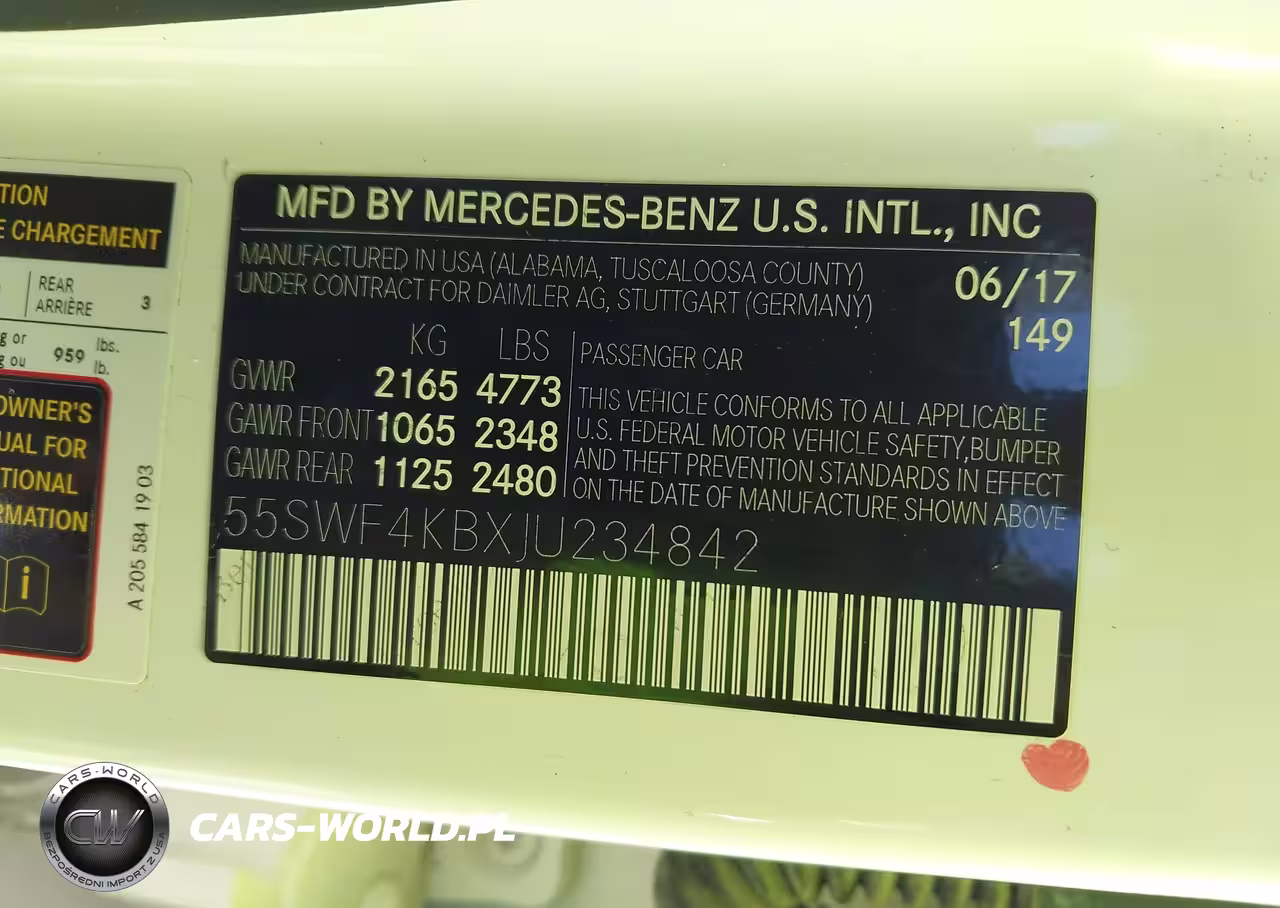 TION
E CHARGEMENT
REAR
ARRIÈRE 3
g or
g ou 959 lbs.
lb.
OWNER'S
UAL FOR
TIONAL
RMATION
i
A 205 584 19 03
MFD BY MERCEDES-BENZ U.S. INTL., INC
MANUFACTURED IN USA (ALABAMA, TUSCALOOSA COUNTY)
UNDER CONTRACT FOR DAIMLER AG, STUTTGART (GERMANY)
06/17
149
KG LBS
GVWR 2165 4773
GAWR FRONT 1065 2348
GAWR REAR 1125 2480
PASSENGER CAR
THIS VEHICLE CONFORMS TO ALL APPLICABLE
U.S. FEDERAL MOTOR VEHICLE SAFETY,BUMPER
AND THEFT PREVENTION STANDARDS IN EFFECT
ON THE DATE OF MANUFACTURE SHOWN ABOVE
55SWF4KBXJU234842
CARS-WORLD
CW
BEZPOŚREDNI IMPORT Z USA
CARS-WORLD.PL